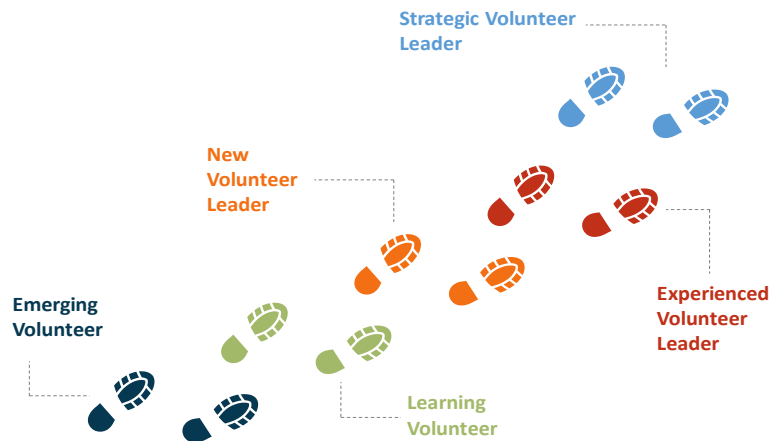 Strategic Volunteer
Leader
New
Volunteer
Leader
Emerging
Volunteer
Experienced
Volunteer
Leader
Learning
Volunteer